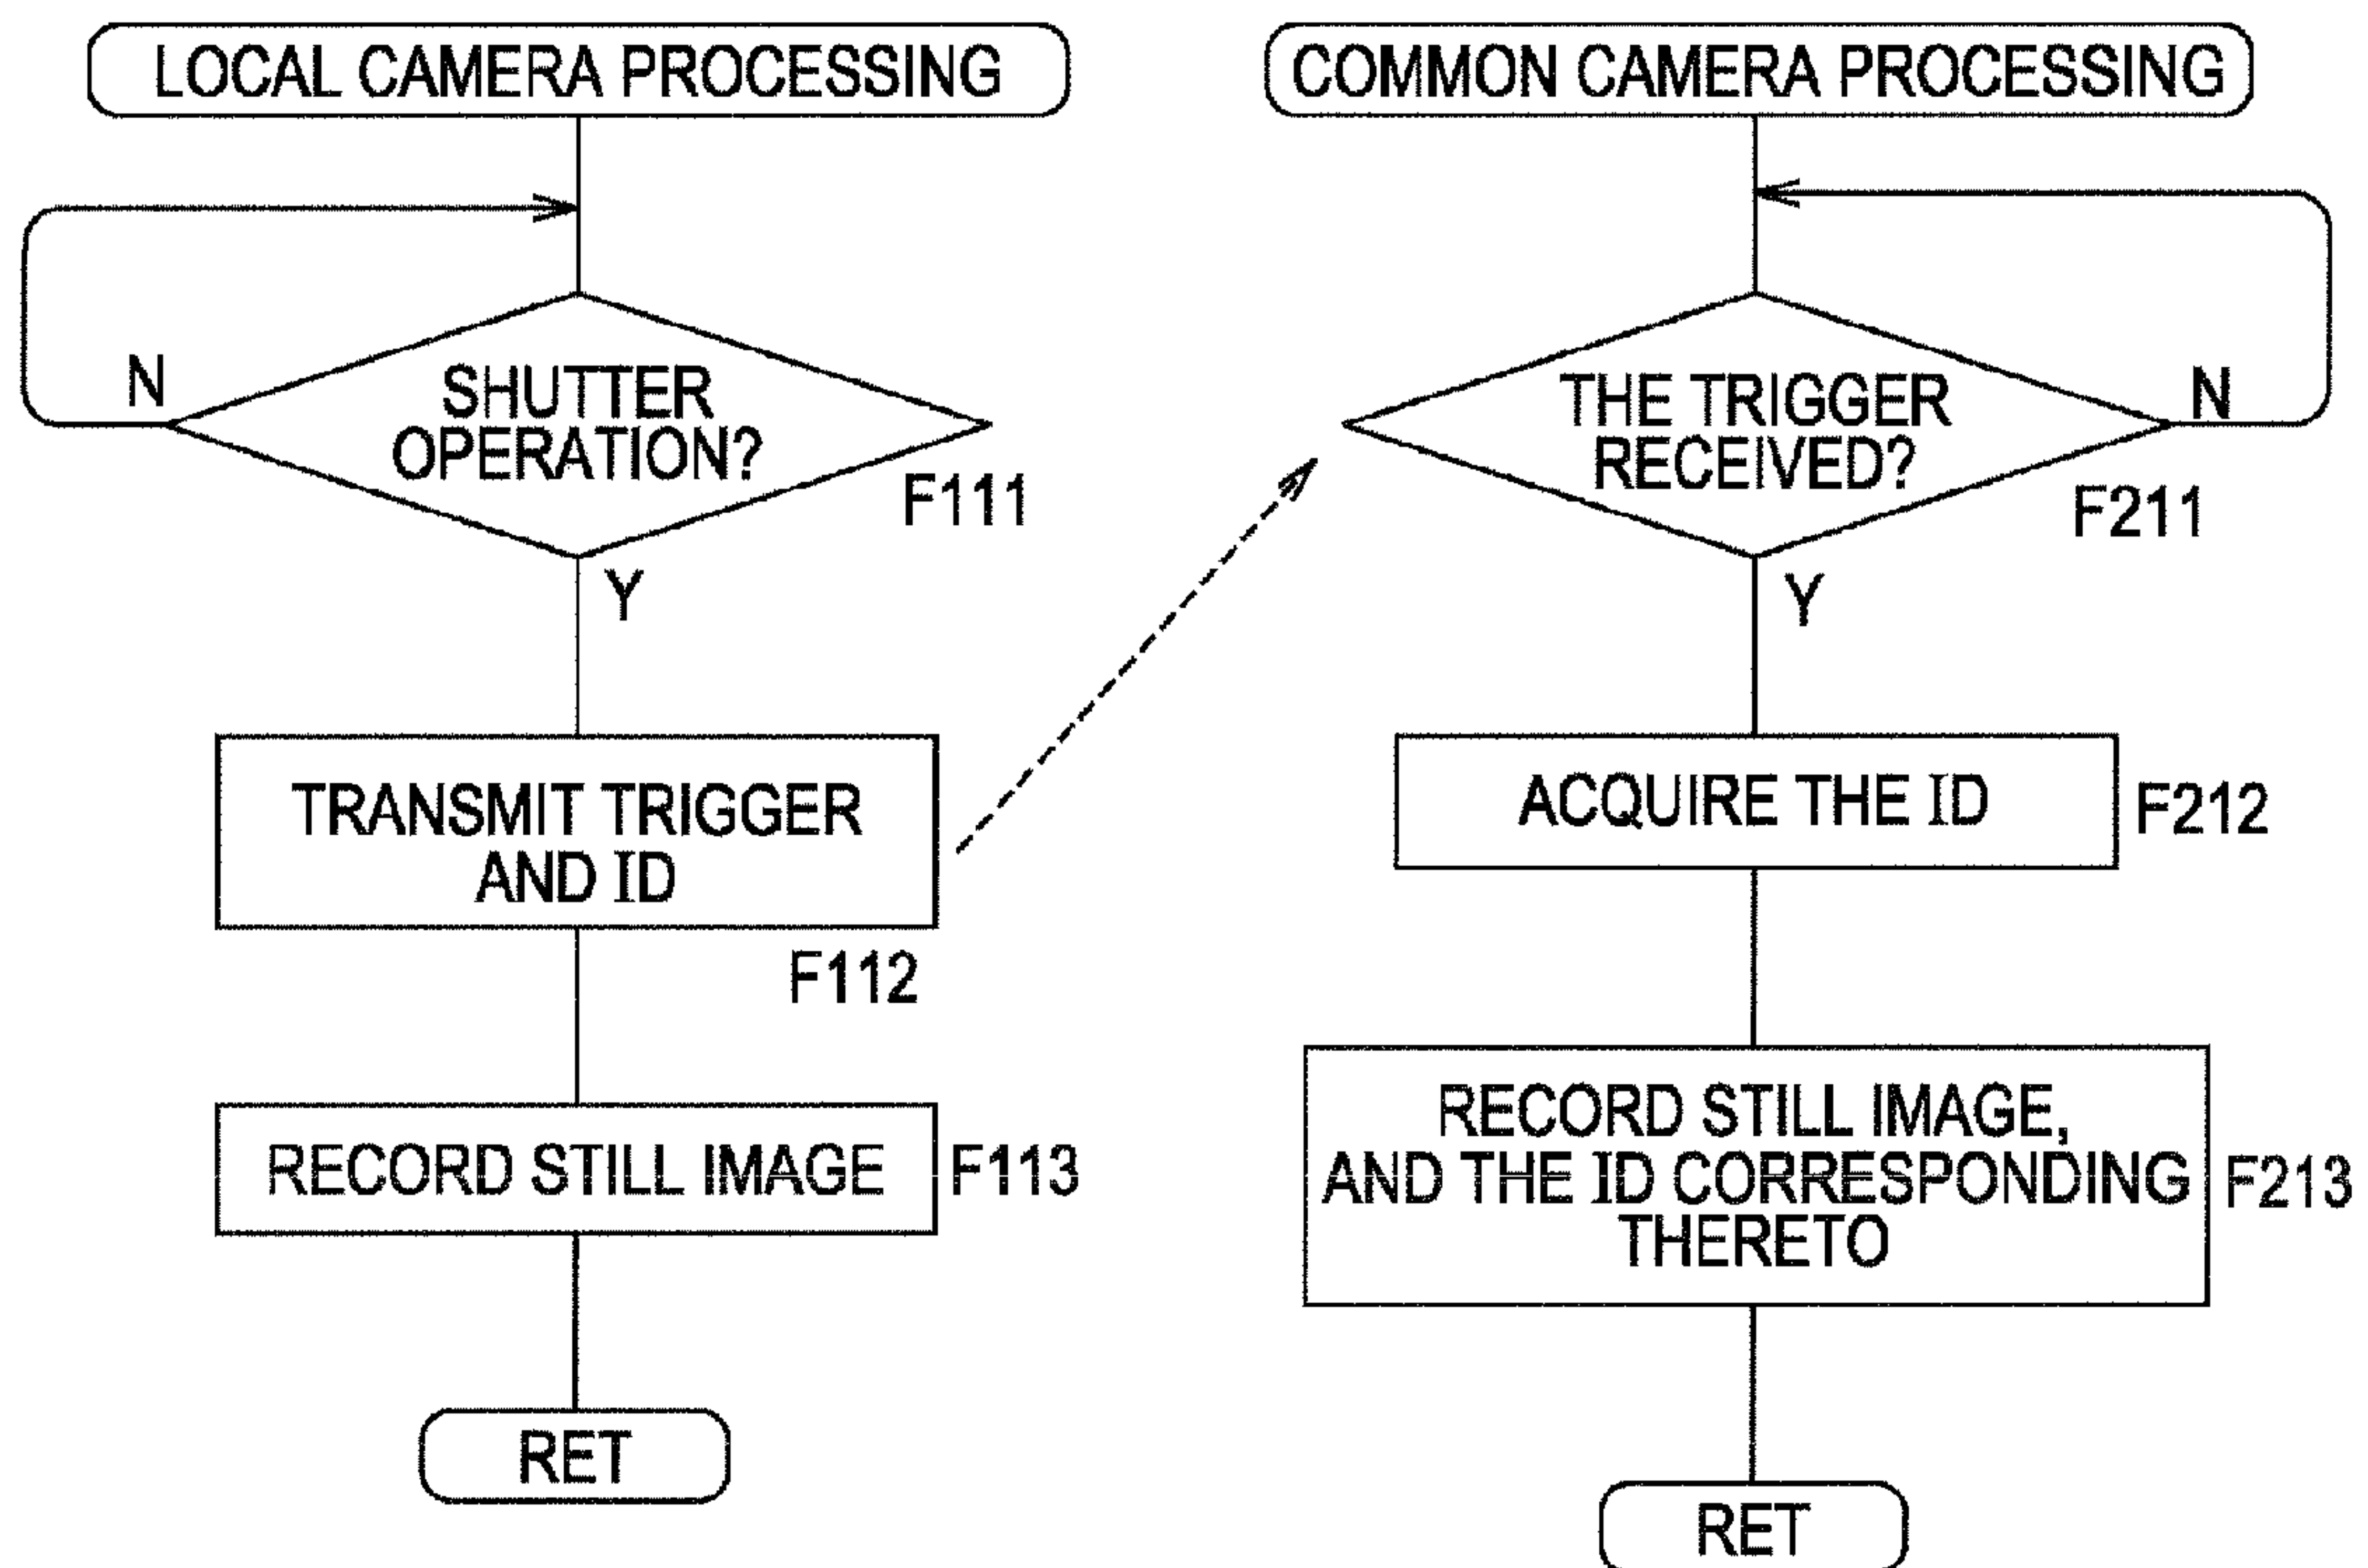 LOCAL CAMERA PROCESSING
N
SHUTTER
OPERATION?
F111
Y
TRANSMIT TRIGGER
AND ID
F112
RECORD STILL IMAGE
F113
RET
COMMON CAMERA PROCESSING
THE TRIGGER
RECEIVED?
N
F211
Y
ACQUIRE THE ID
F212
RECORD STILL IMAGE,
AND THE ID CORRESPONDING
THERETO
F213
RET